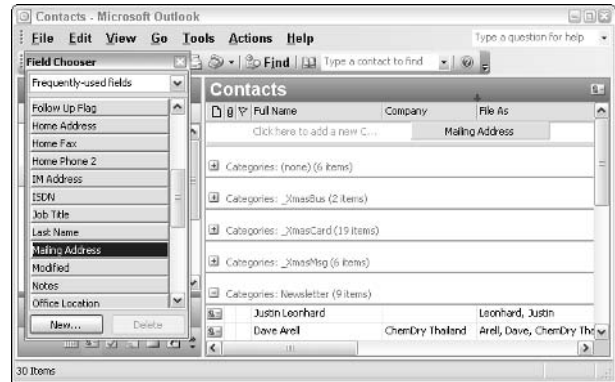 Contacts - Microsoft Outlook
File Edit View Go Tools Actions Help Type a question for help
Field Chooser Find Type a contact to find
Frequently-used fields
Follow Up Flag
Home Address
Home Fax
Home Phone 2
IM Address
ISDN
Job Title
Last Name
Mailing Address
Modified
Notes
Office Location
New... Delete
Contacts
Full Name Company File As
Click here to add a new C... Mailing Address
Categories: (none) (6 items)
Categories: _XmasBus (2 items)
Categories: _XmasCard (19 items)
Categories: _XmasMsg (6 items)
Categories: Newsletter (9 items)
Justin Leonhard Leonhard, Justin
Dave Arell ChemDry Thailand Arell, Dave, ChemDry Tha
30 Items